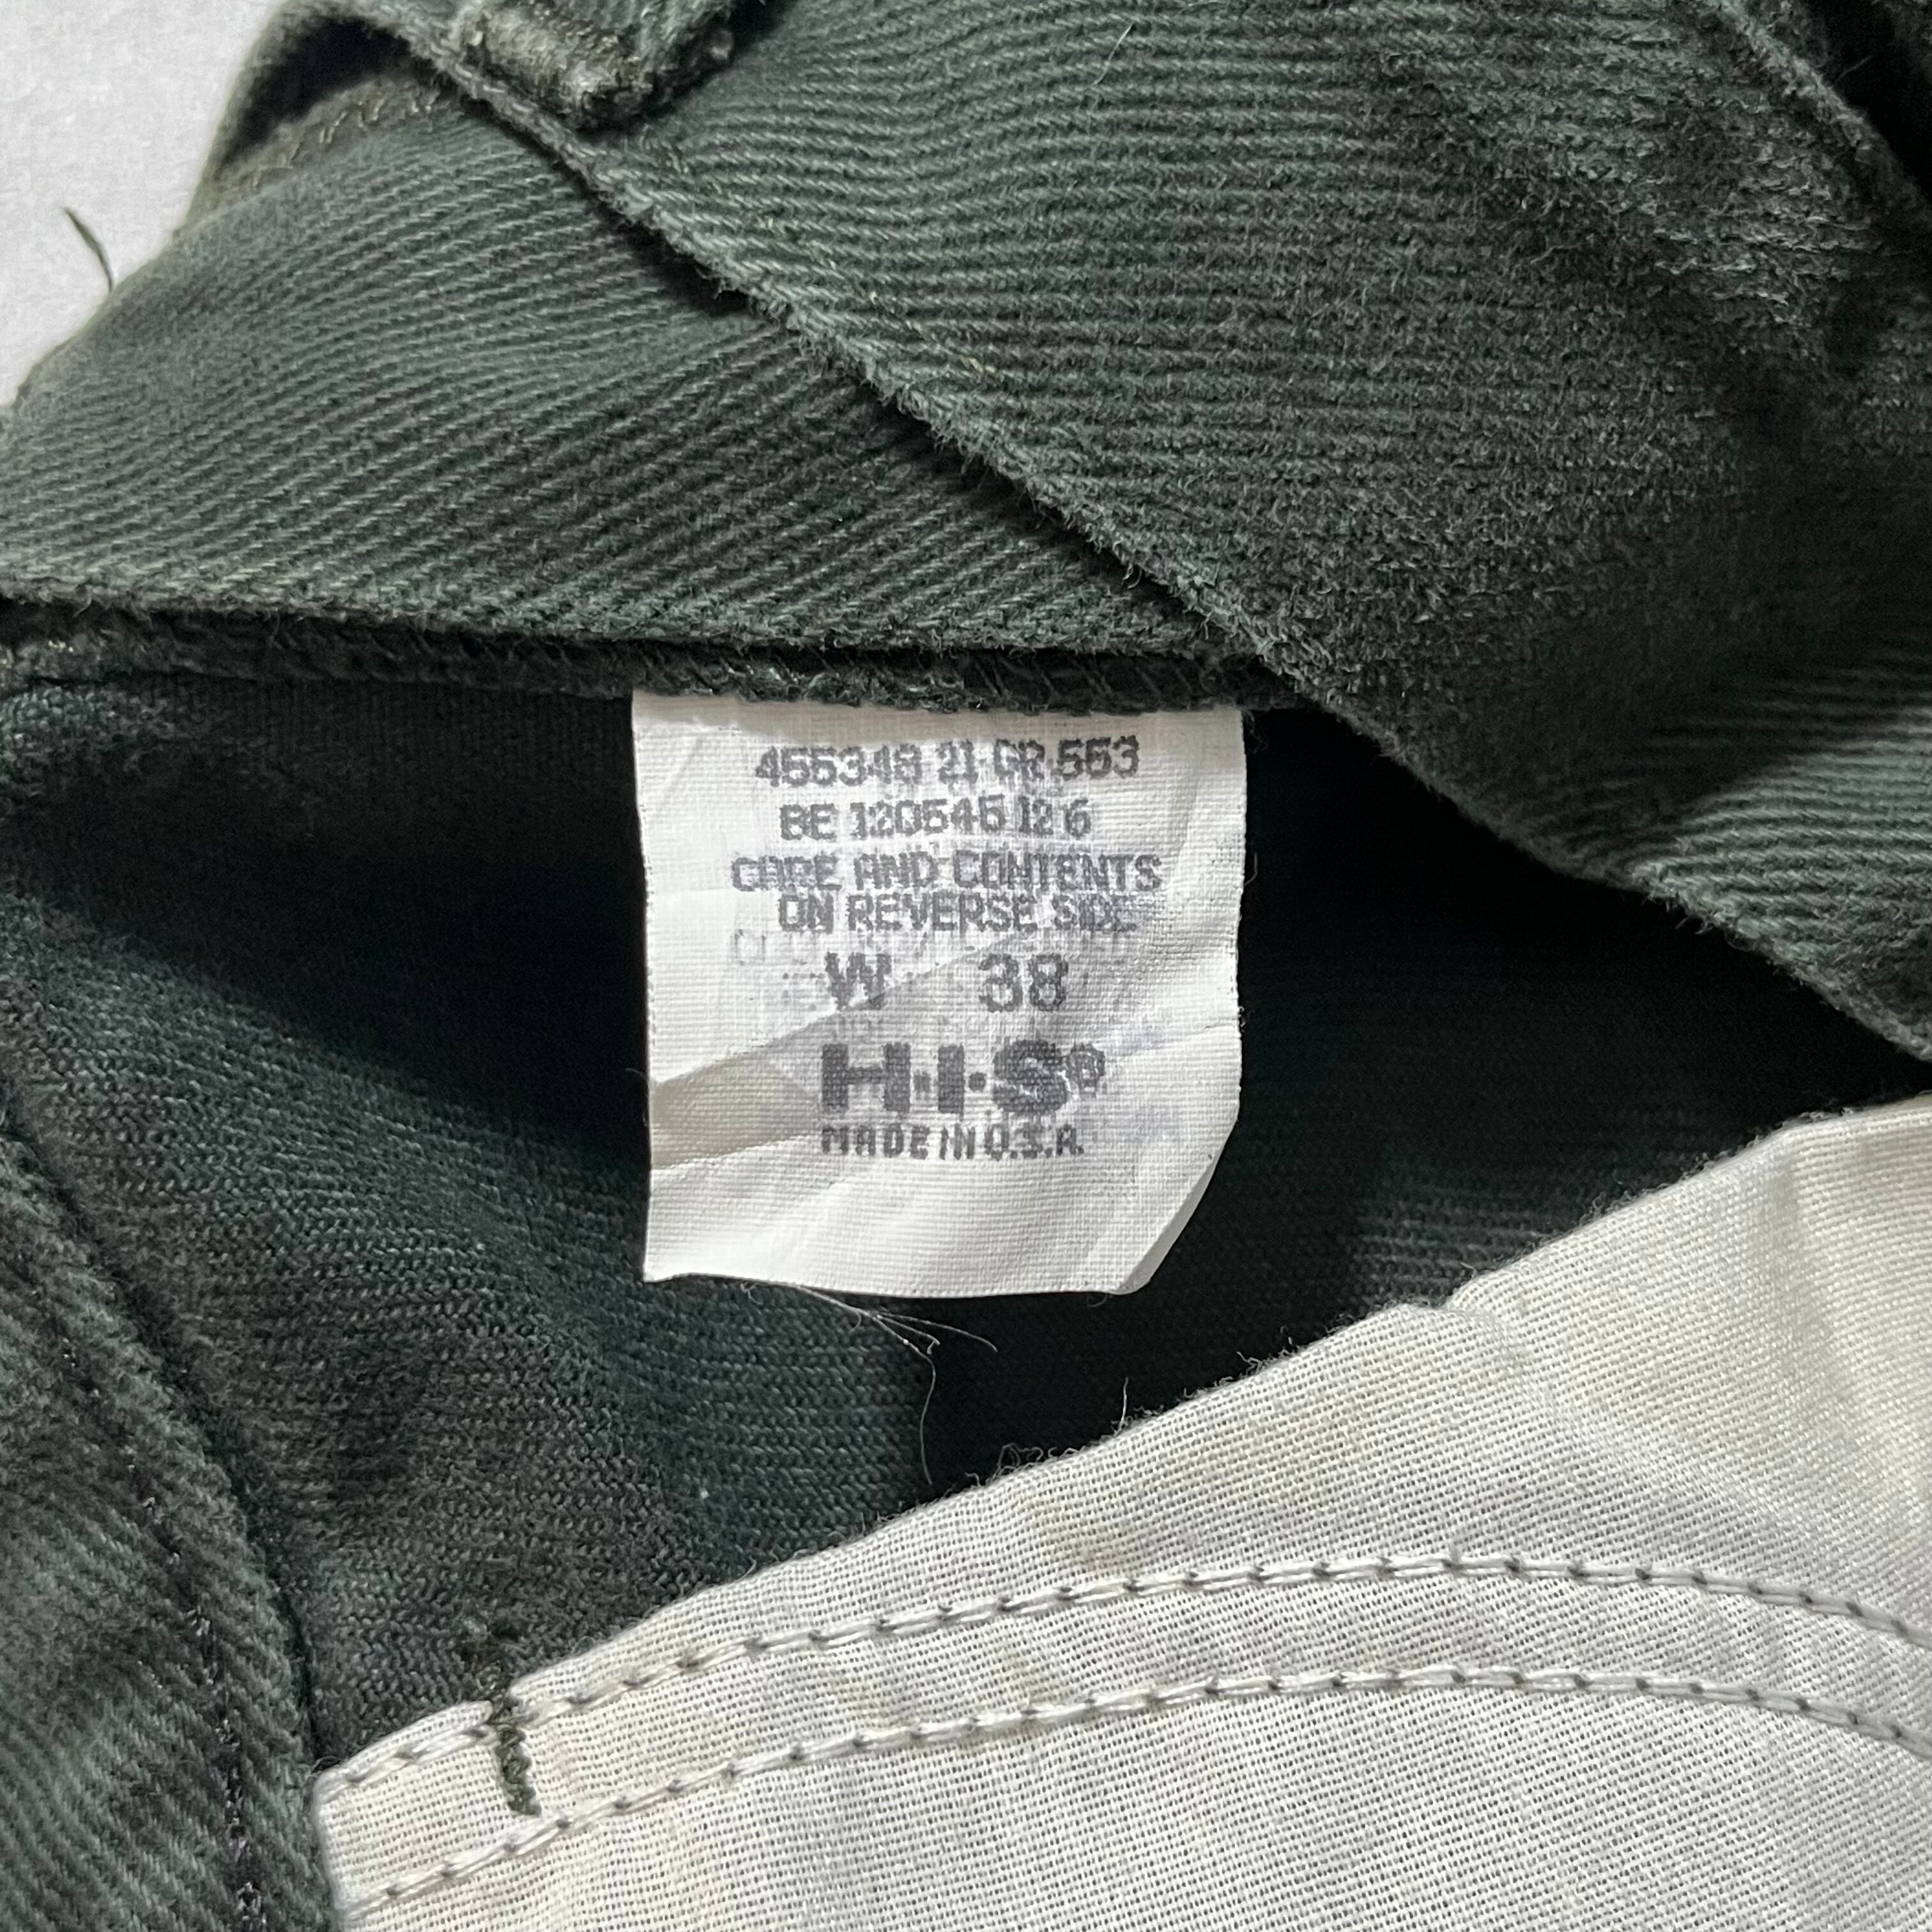 455348 21 GR 553
BE 120545 12 6
CARE AND CONTENTS
ON REVERSE SIDE
W 38
H.I.S®
MADE IN U.S.A.